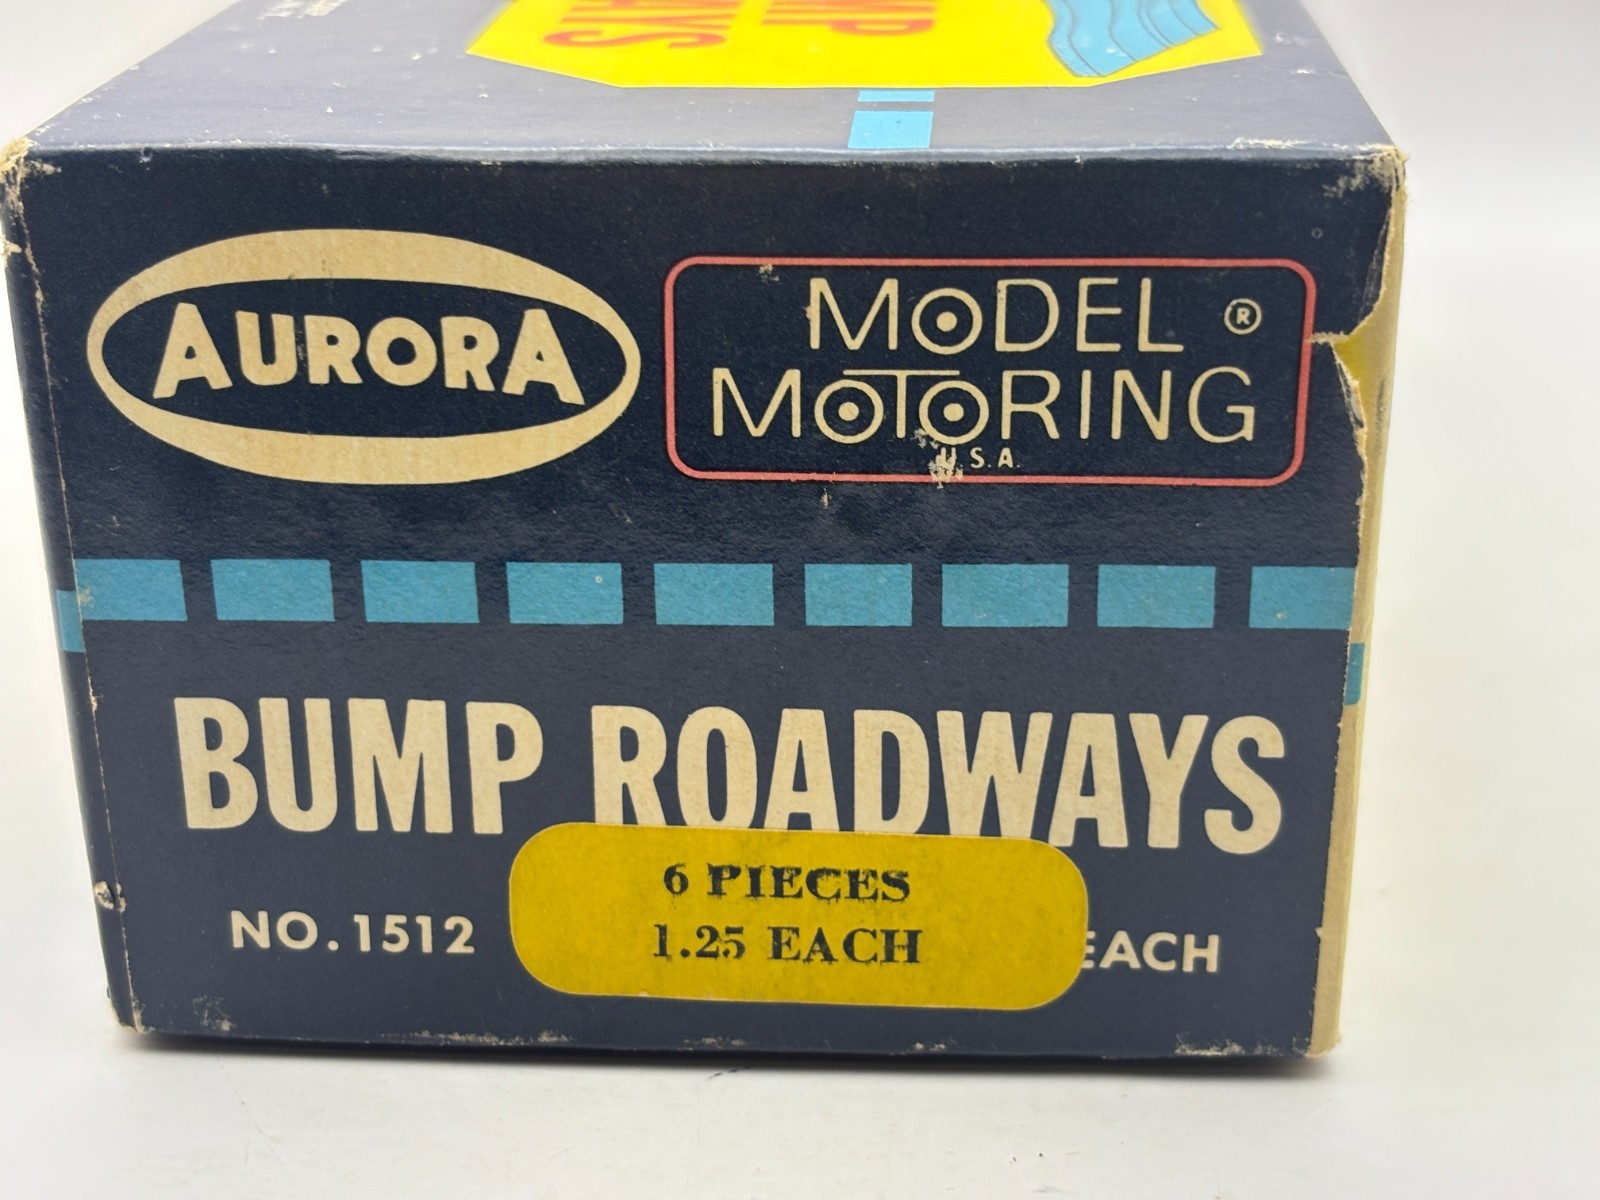 AURORA
MODEL ®
MOTORING
U.S.A.
BUMP ROADWAYS
NO. 1512
6 PIECES
1.25 EACH
EACH